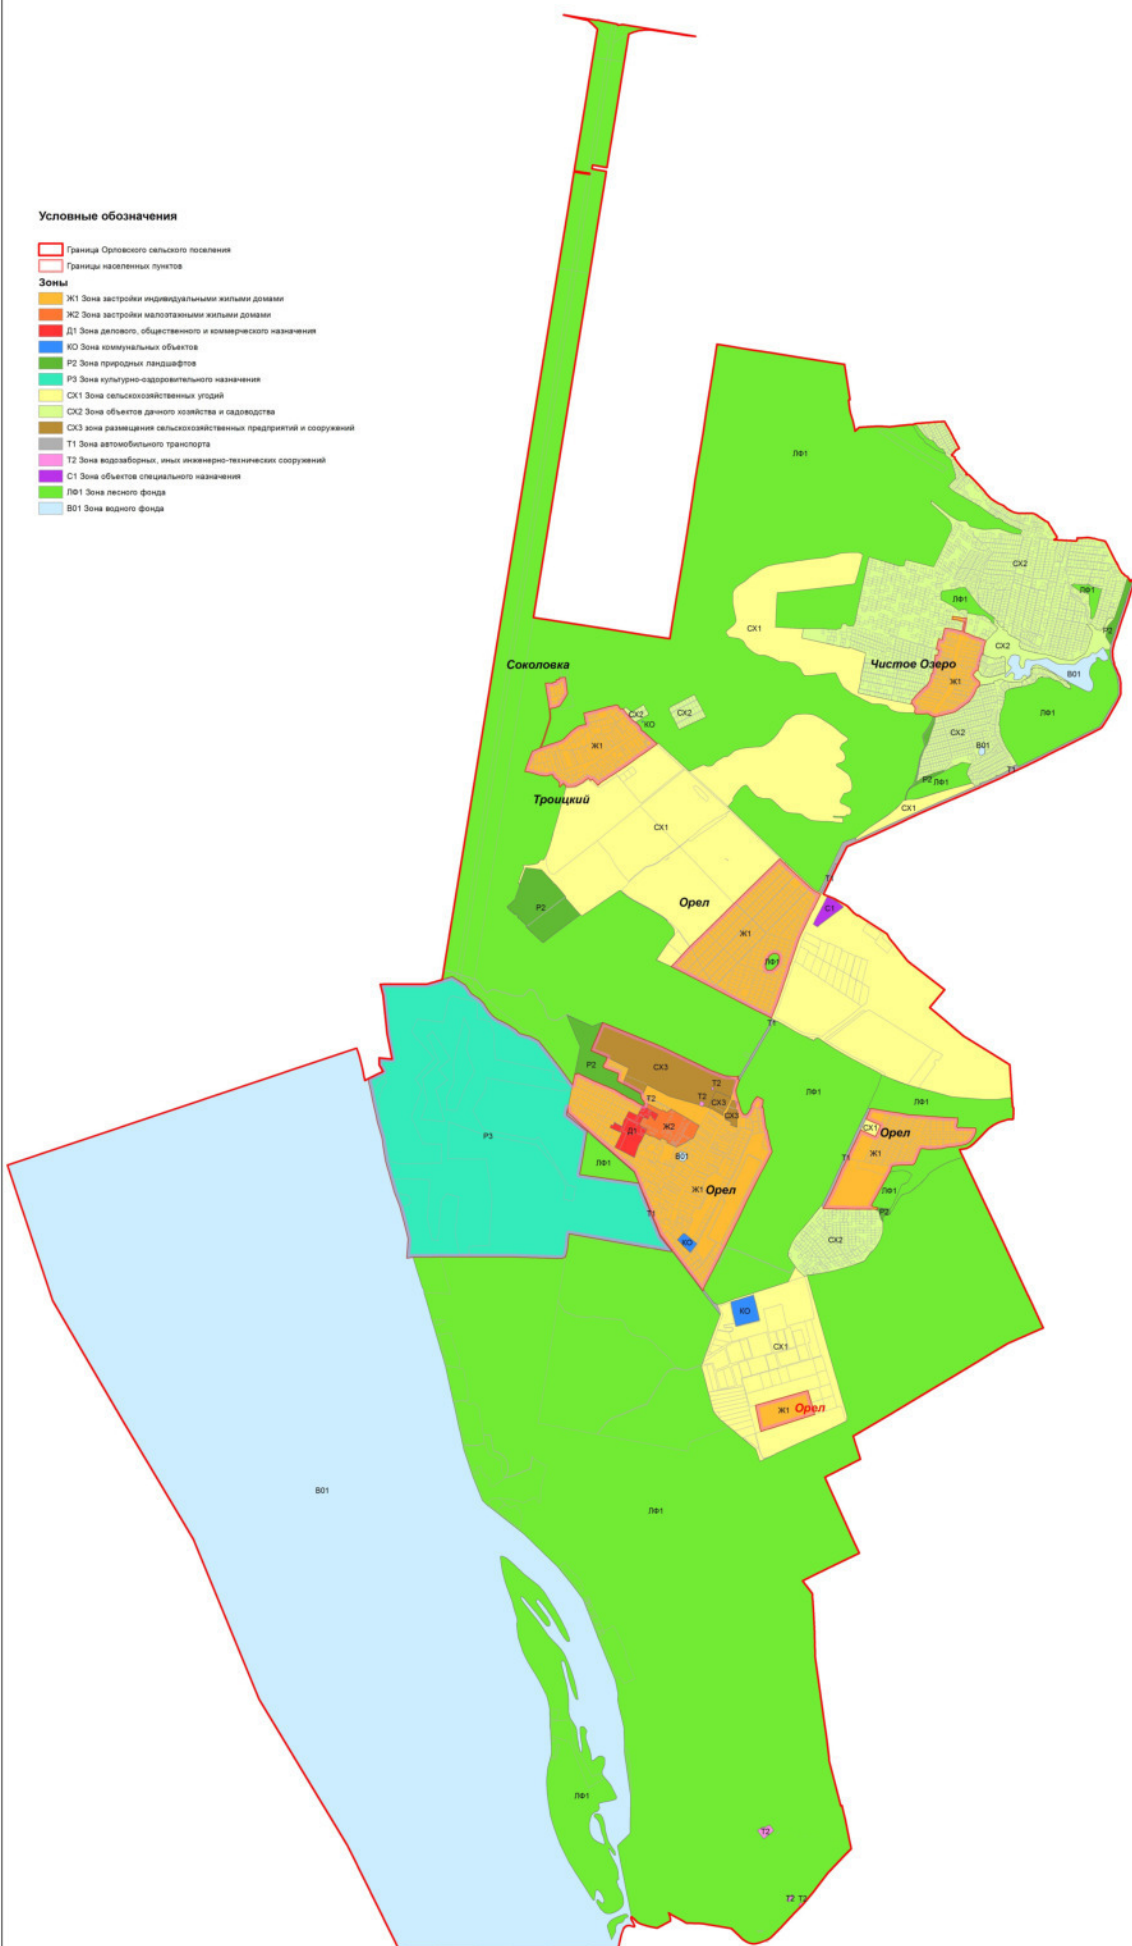 Условные обозначения
Граница Орловского сельского поселения
Границы населенных пунктов
Зоны
Ж1 Зона застройки индивидуальными жилыми домами
Ж2 Зона застройки малоэтажными жилыми домами
Д1 Зона делового, общественного и коммерческого назначения
КО Зона коммунальных объектов
Р2 Зона природных ландшафтов
Р3 Зона культурно-оздоровительного назначения
СХ1 Зона сельскохозяйственных угодий
СХ2 Зона объектов дачного хозяйства и садоводства
СХ3 зона размещения сельскохозяйственных предприятий и сооружений
Т1 Зона автомобильного транспорта
Т2 Зона водозаборных, иных инженерно-технических сооружений
С1 Зона объектов специального назначения
ЛФ1 Зона лесного фонда
В01 Зона водного фонда
ЛФ1
СХ2
ЛФ1
ЛФ1
СХ1
Р2
СХ2
Соколовка
Чистое Озеро
В01
Ж1
ЛФ1
СХ2
СХ2
КО
СХ2
Ж1
В01
Т1
Р2
ЛФ1
Троицкий
СХ1
СХ1
Т1
Орел
Р2
С1
Ж1
ЛФ1
Т1
Р2
СХ3
Т2
ЛФ1
ЛФ1
Т2
Т2
СХ3
СХ3
Д1
Ж2
СХ1
Орел
Р3
В01
Ж1
Т1
ЛФ1
Ж1
Орел
ЛФ1
Т1
Р2
КО
СХ2
КО
СХ1
Ж1
Орел
В01
ЛФ1
ЛФ1
Т2
Т2
Т2